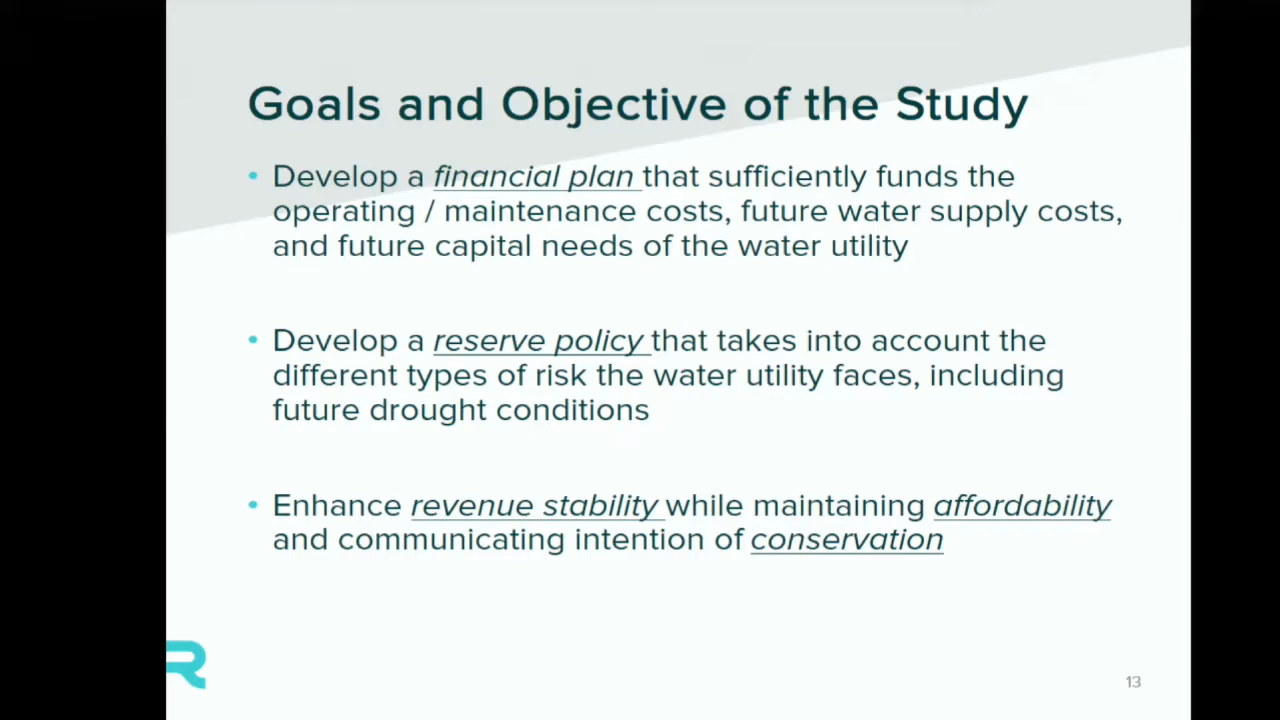 Goals and Objective of the Study
• Develop a financial plan that sufficiently funds the
operating / maintenance costs, future water supply costs,
and future capital needs of the water utility
• Develop a reserve policy that takes into account the
different types of risk the water utility faces, including
future drought conditions
• Enhance revenue stability while maintaining affordability
and communicating intention of conservation
R
13